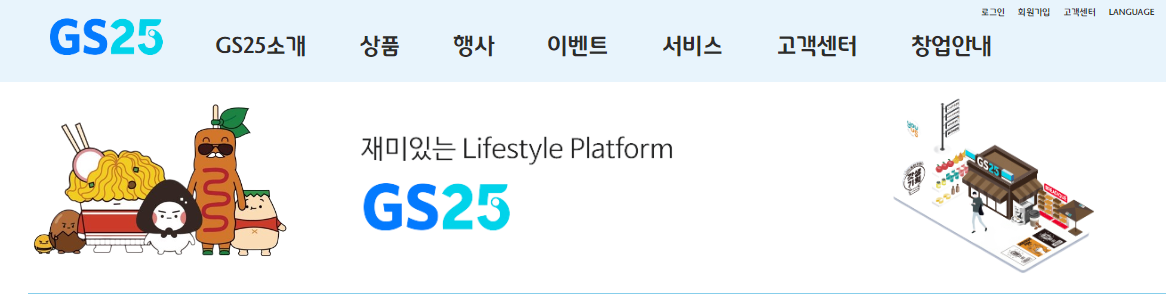 로그인 회원가입 고객센터 LANGUAGE
GS25 GS25소개 상품 행사 이벤트 서비스 고객센터 창업안내
재미있는 Lifestyle Platform
GS25
GS25